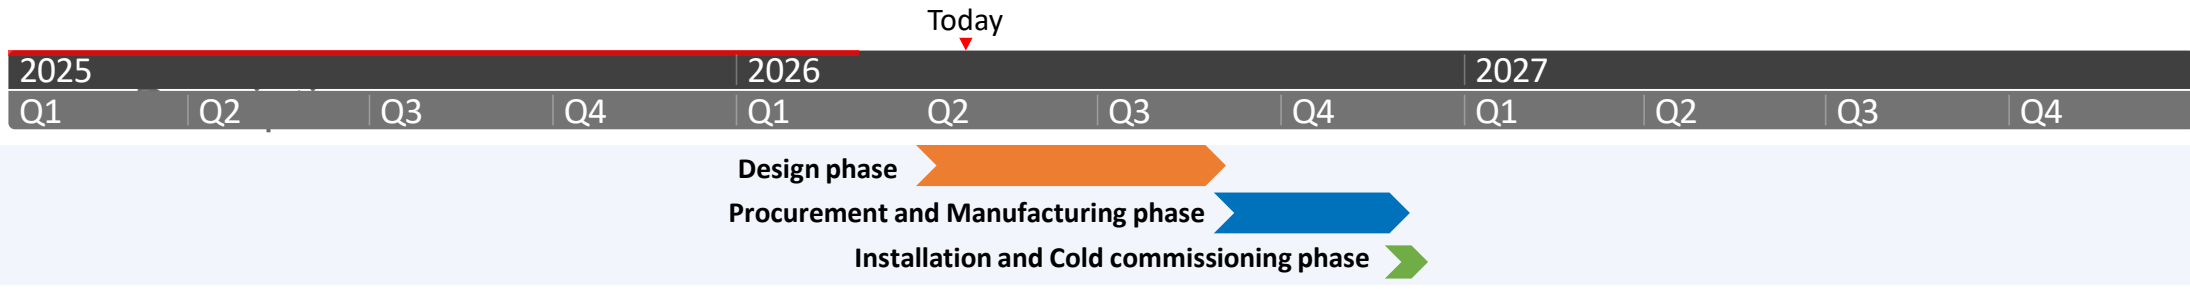 Today
2025 2026 2027
Q1 Q2 Q3 Q4 Q1 Q2 Q3 Q4 Q1 Q2 Q3 Q4
Design phase
Procurement and Manufacturing phase
Installation and Cold commissioning phase